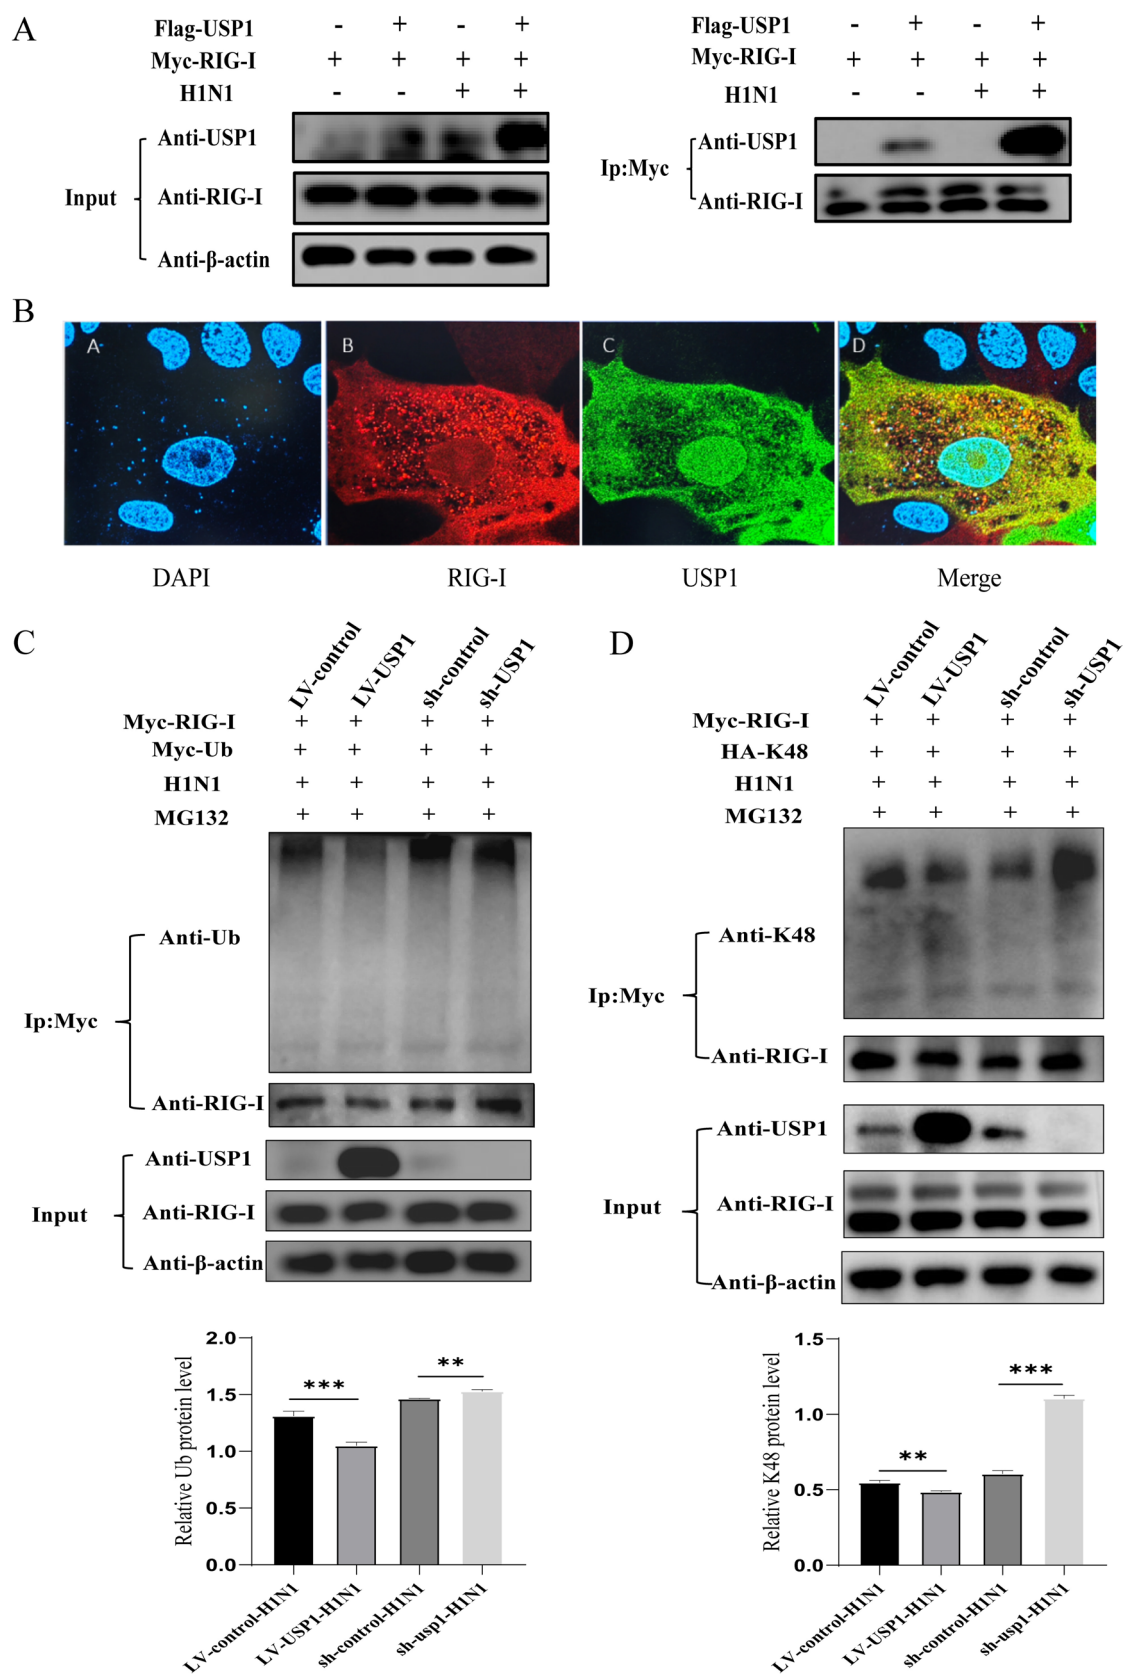 A
Flag-USP1 - + - +
Myc-RIG-I + + + +
H1N1 - - + +
Anti-USP1
Input
Anti-RIG-I
Anti-β-actin
Flag-USP1 - + - +
Myc-RIG-I + + + +
H1N1 - - + +
Anti-USP1
Ip:Myc
Anti-RIG-I
B
A B C D
DAPI RIG-I USP1 Merge
C
LV-control LV-USP1 sh-control sh-USP1
Myc-RIG-I + + + +
Myc-Ub + + + +
H1N1 + + + +
MG132 + + + +
Anti-Ub
Ip:Myc
Anti-RIG-I
Anti-USP1
Input
Anti-RIG-I
Anti-β-actin
Relative Ub protein level
2.0
1.5
1.0
0.5
0.0
*** **
LV-control-H1N1 LV-USP1-H1N1 sh-control-H1N1 sh-usp1-H1N1
D
LV-control LV-USP1 sh-control sh-USP1
Myc-RIG-I + + + +
HA-K48 + + + +
H1N1 + + + +
MG132 + + + +
Anti-K48
Ip:Myc
Anti-RIG-I
Anti-USP1
Input
Anti-RIG-I
Anti-β-actin
Relative K48 protein level
1.5
1.0
0.5
0.0
** ***
LV-control-H1N1 LV-USP1-H1N1 sh-control-H1N1 sh-usp1-H1N1